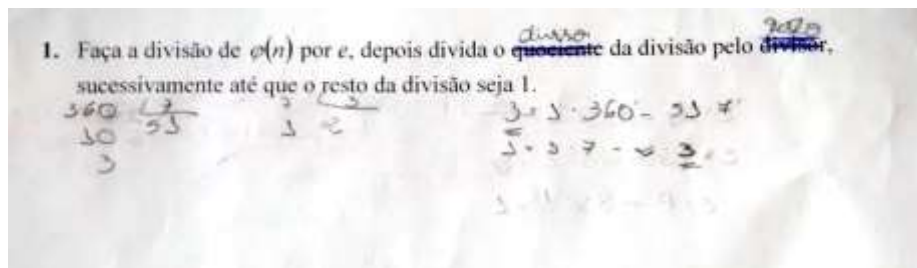 divisor resto
1. Faça a divisão de φ(n) por e, depois divida o quociente da divisão pelo divisor,
sucessivamente até que o resto da divisão seja 1.
360 7 7 3 3 = 1 · 360 - 51 · 7
10 51 1 2 1 = 1 · 7 - 2 · 3
3